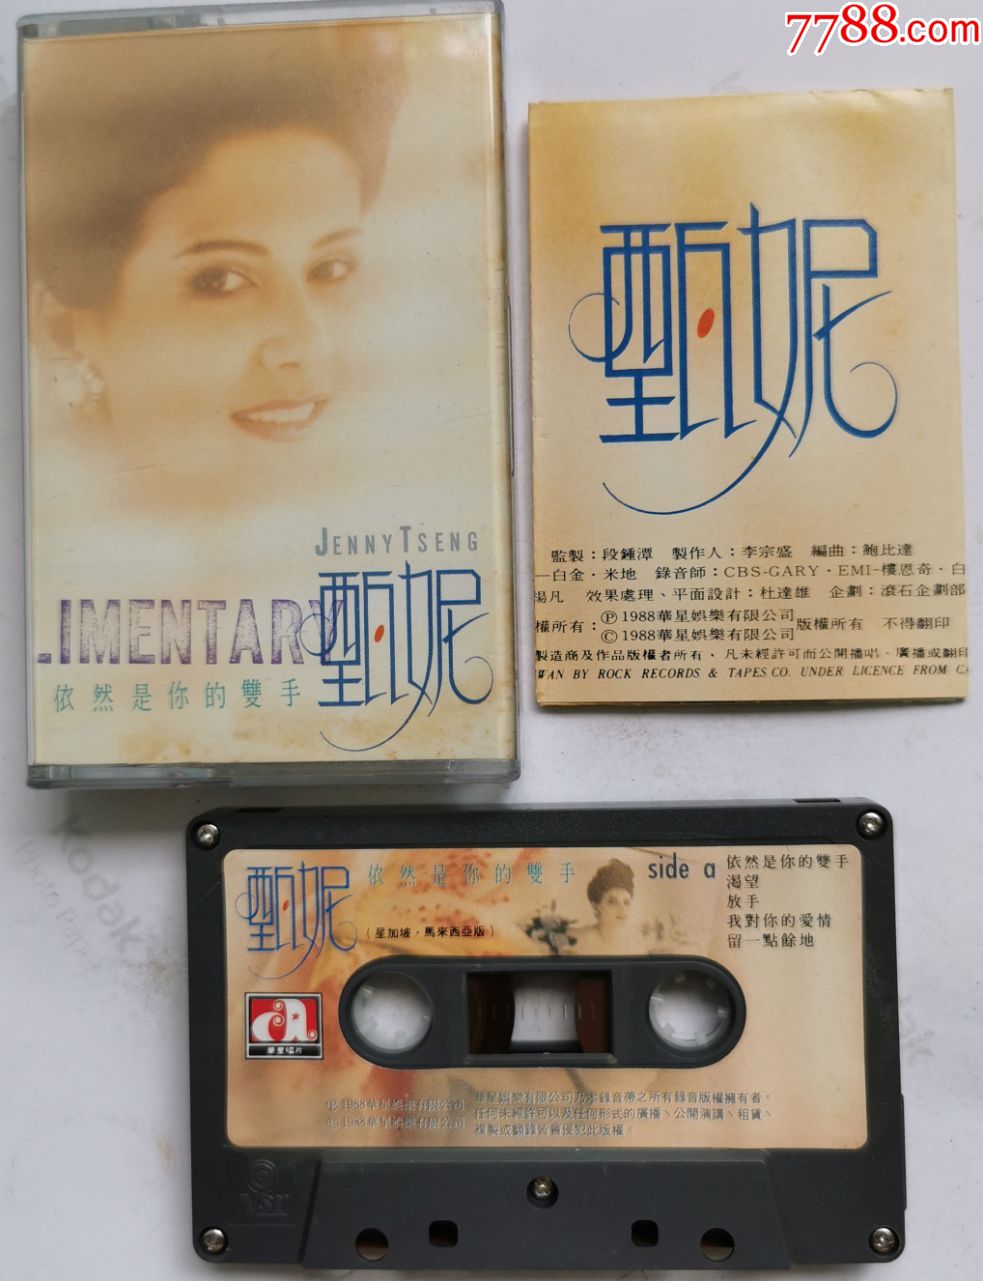 7788.com
JENNY TSENG
.IMENTARY
甄妮
依然是你的雙手
甄妮
監製：段鍾潭 製作人：李宗盛 編曲：鮑比達
—白金·米地 錄音師：CBS-GARY·EMI-樓恩奇·白
楊凡 效果處理、平面設計：杜達雄 企劃：滾石企劃部
權所有：Ⓟ1988華星娛樂有限公司
©1988華星娛樂有限公司 版權所有 不得翻印
製造商及作品版權者所有，凡未經許可而公開播唱、廣播或翻印
WAN BY ROCK RECORDS & TAPES CO. UNDER LICENCE FROM CA
甄妮 依然是你的雙手
（星加坡·馬來西亞版）
side a
依然是你的雙手
渴望
放手
我對你的愛情
留一點餘地
a
華星唱片
Ⓟ1988華星娛樂有限公司
©1988華星娛樂有限公司
華星娛樂有限公司乃本錄音帶之所有錄音版權擁有者。
任何未經許可以及任何形式的廣播、公開演講、租賃、
複製或翻錄皆會侵犯此版權。
vsr
Kodak